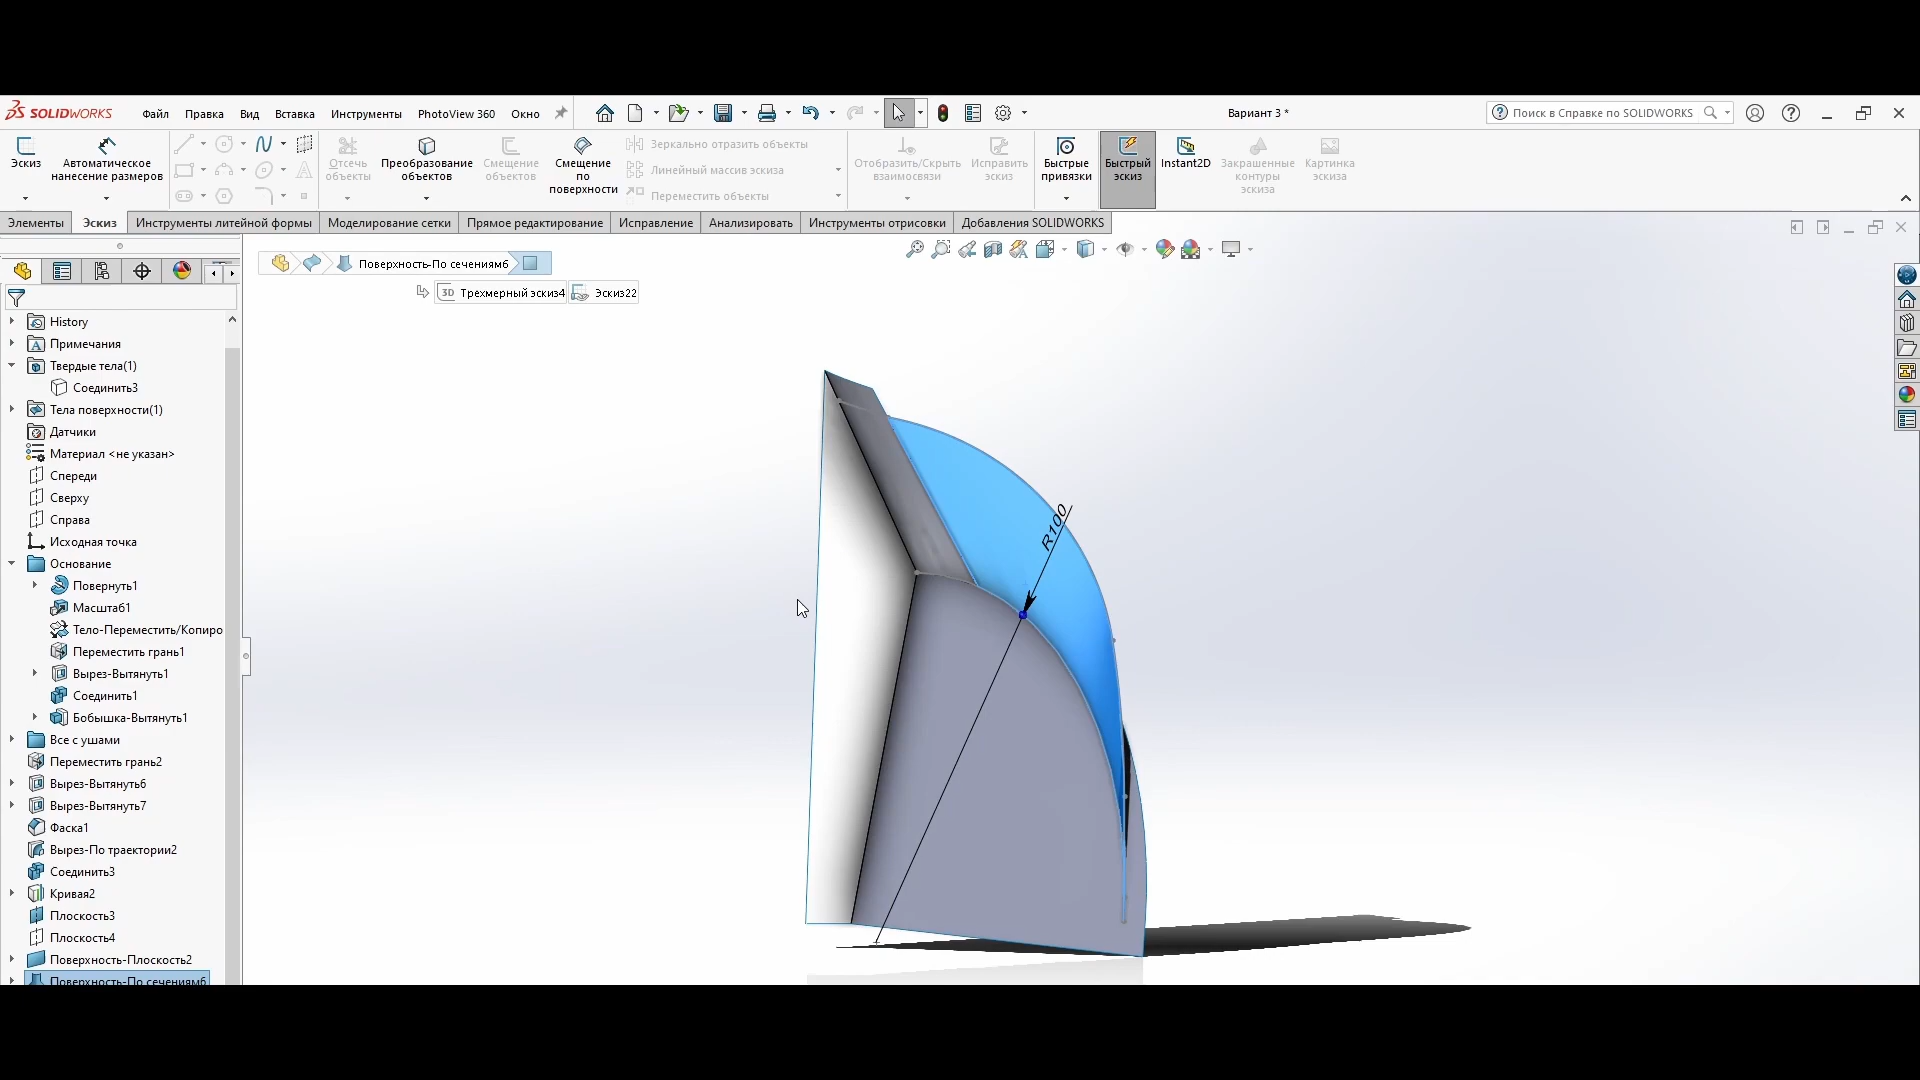 SOLIDWORKS
Файл Правка Вид Вставка Инструменты PhotoView 360 Окно
Вариант 3 *
Поиск в Справке по SOLIDWORKS
Эскиз
Автоматическое
нанесение размеров
Отсечь
объекты
Преобразование
объектов
Смещение
объектов
Смещение
по
поверхности
Зеркально отразить объекты
Линейный массив эскиза
Переместить объекты
Отобразить/Скрыть
взаимосвязи
Исправить
эскиз
Быстрые
привязки
Быстрый
эскиз
Instant2D
Закрашенные
контуры
эскиза
Картинка
эскиза
Элементы Эскиз Инструменты литейной формы Моделирование сетки Прямое редактирование Исправление Анализировать Инструменты отрисовки Добавления SOLIDWORKS
Поверхность-По сечениям6
3D Трехмерный эскиз4 Эскиз22
History
Примечания
Твердые тела(1)
Соединить3
Тела поверхности(1)
Датчики
Материал <не указан>
Спереди
Сверху
Справа
Исходная точка
Основание
Повернуть1
Масштаб1
Тело-Переместить/Копиро
Переместить грань1
Вырез-Вытянуть1
Соединить1
Бобышка-Вытянуть1
Все с ушами
Переместить грань2
Вырез-Вытянуть6
Вырез-Вытянуть7
Фаска1
Вырез-По траектории2
Соединить3
Кривая2
Плоскость3
Плоскость4
Поверхность-Плоскость2
Поверхность-По сечениям6
R100